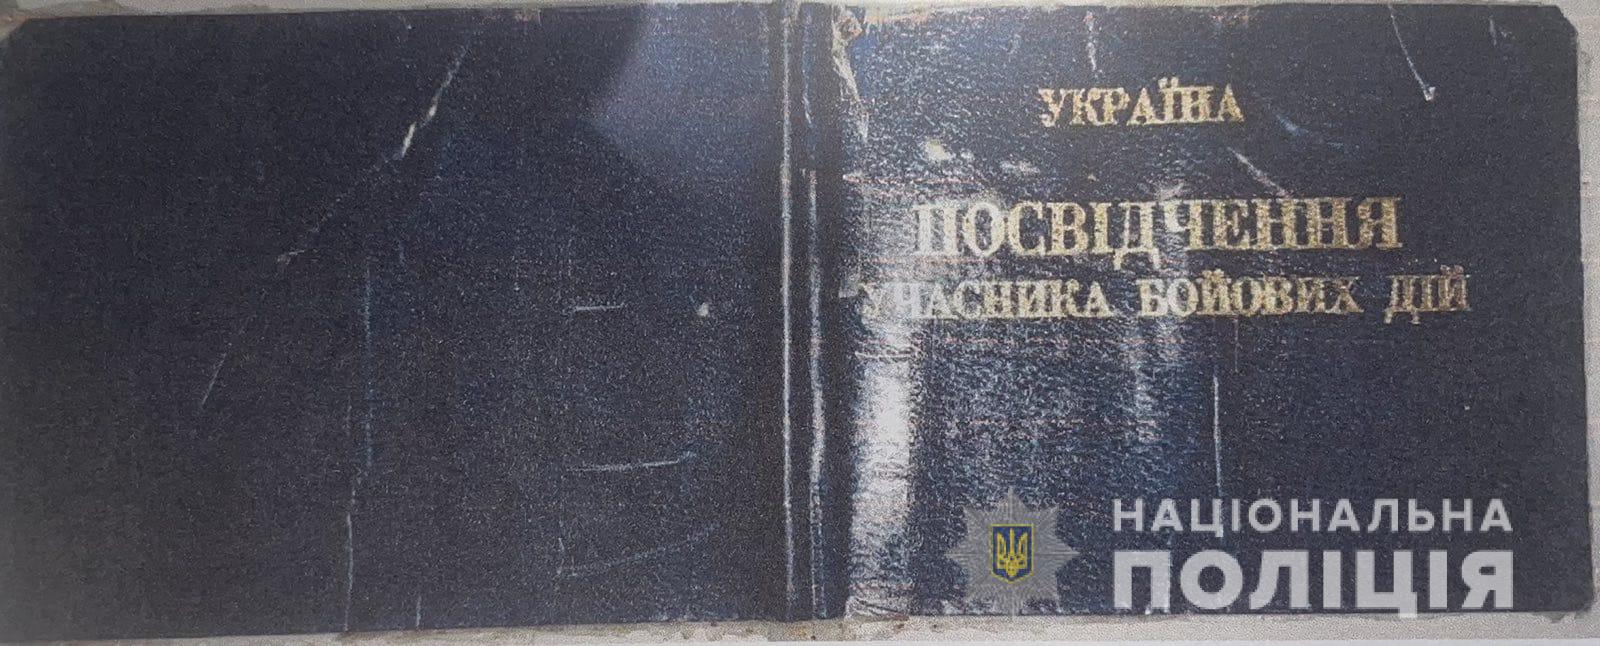 УКРАЇНА
ПОСВІДЧЕННЯ
УЧАСНИКА БОЙОВИХ ДІЙ
НАЦІОНАЛЬНА
ПОЛІЦІЯ